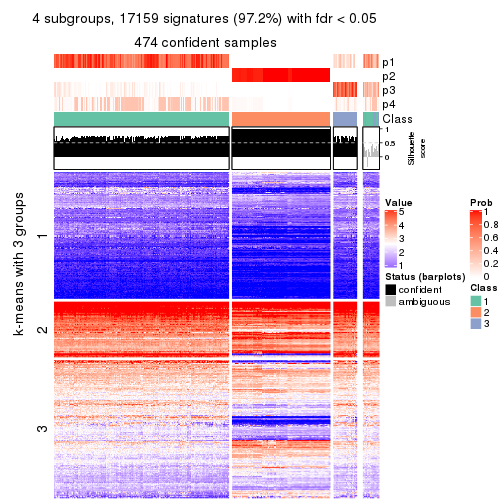 4 subgroups, 17159 signatures (97.2%) with fdr < 0.05
474 confident samples
p1
p2
p3
p4
Class
1
0.5
0
Silhouette
score
k-means with 3 groups
1
2
3
Value
5
4
3
2
1
Status (barplots)
confident
ambiguous
Prob
1
0.8
0.6
0.4
0.2
0
Class
1
2
3